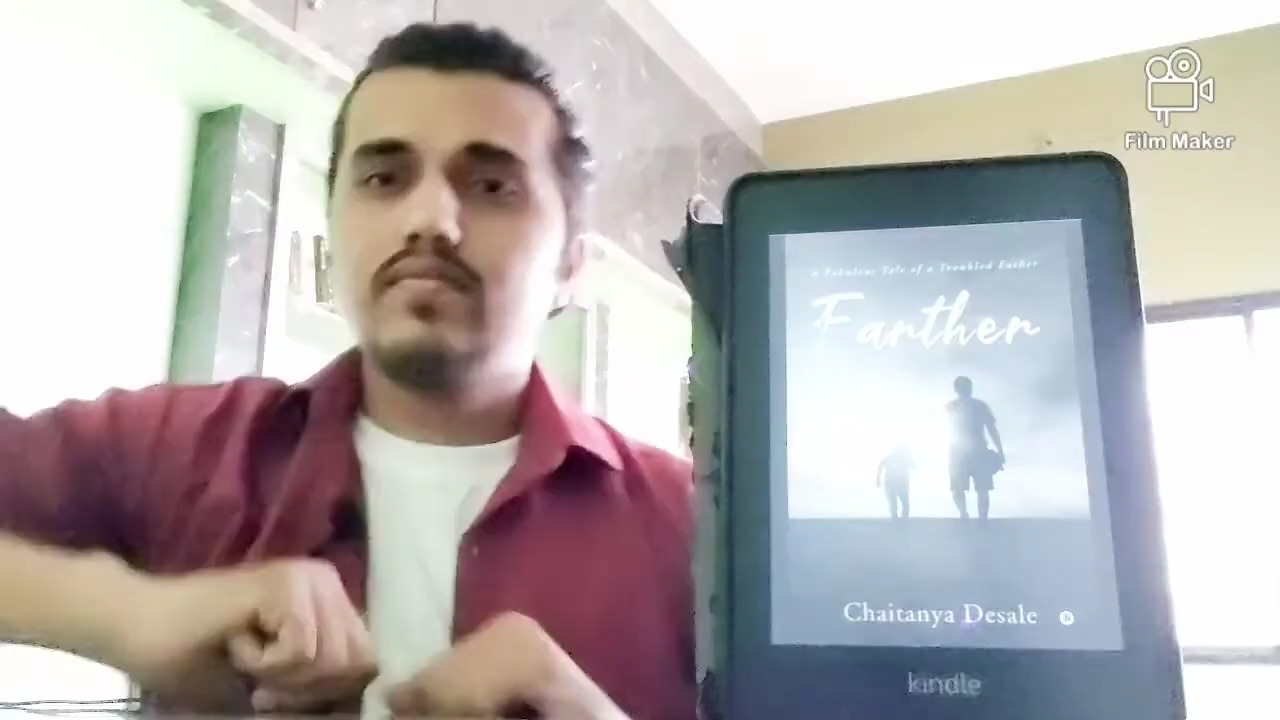 Film Maker
A Fabulous Tale of a Troubled Father
Farther
Chaitanya Desale
kindle